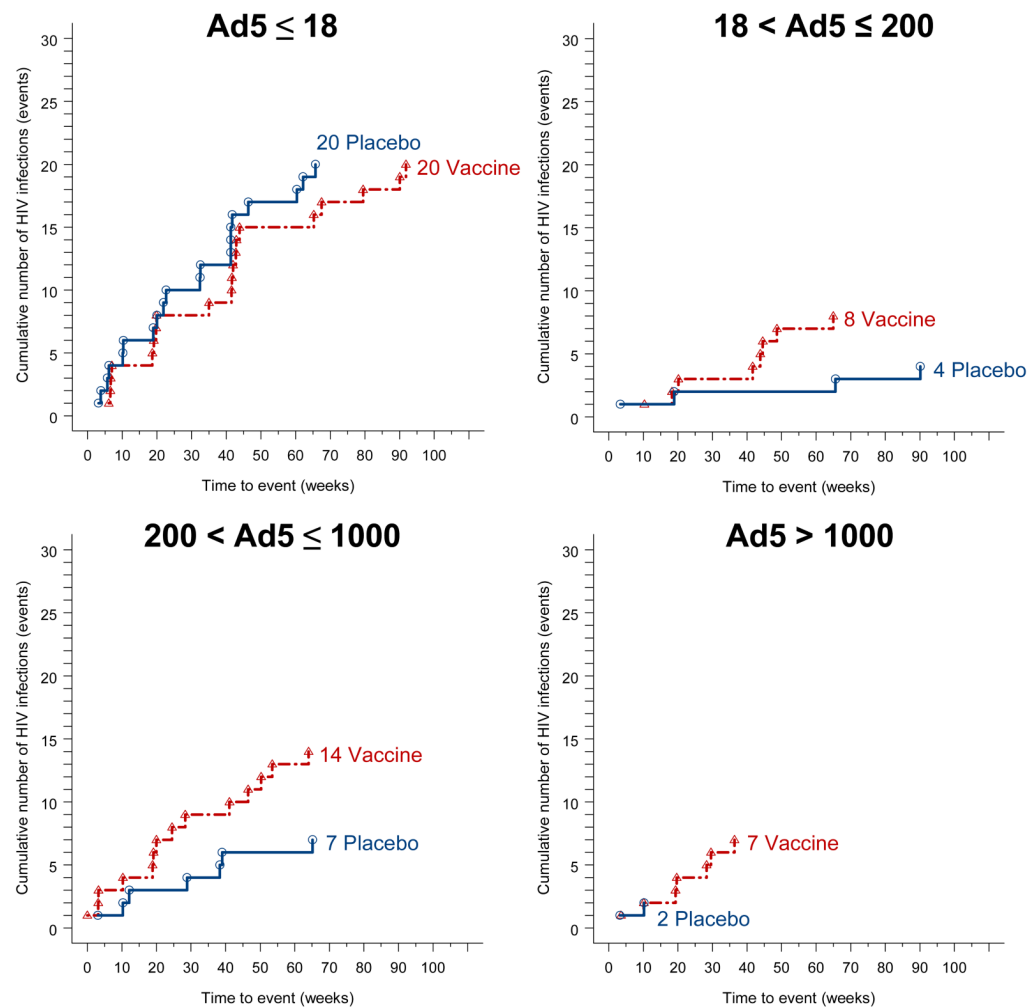 Ad5 ≤ 18
Cumulative number of HIV infections (events)
30
25
20
15
10
5
0
20 Placebo
20 Vaccine
0 10 20 30 40 50 60 70 80 90 100
Time to event (weeks)
18 < Ad5 ≤ 200
Cumulative number of HIV infections (events)
30
25
20
15
10
5
0
8 Vaccine
4 Placebo
0 10 20 30 40 50 60 70 80 90 100
Time to event (weeks)
200 < Ad5 ≤ 1000
Cumulative number of HIV infections (events)
30
25
20
15
10
5
0
14 Vaccine
7 Placebo
0 10 20 30 40 50 60 70 80 90 100
Time to event (weeks)
Ad5 > 1000
Cumulative number of HIV infections (events)
30
25
20
15
10
5
0
7 Vaccine
2 Placebo
0 10 20 30 40 50 60 70 80 90 100
Time to event (weeks)